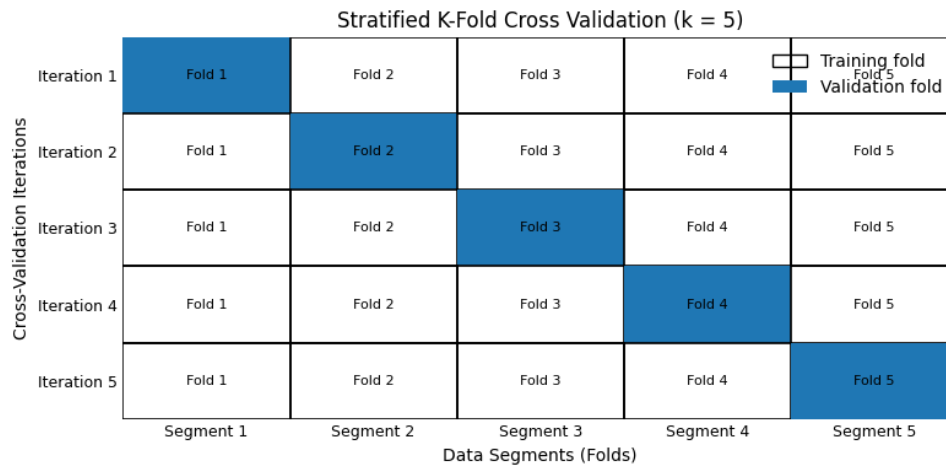 Stratified K-Fold Cross Validation (k = 5)
Cross-Validation Iterations
Iteration 1 Fold 1 Fold 2 Fold 3 Fold 4 Fold 5
Training fold
Validation fold
Iteration 2 Fold 1 Fold 2 Fold 3 Fold 4 Fold 5
Iteration 3 Fold 1 Fold 2 Fold 3 Fold 4 Fold 5
Iteration 4 Fold 1 Fold 2 Fold 3 Fold 4 Fold 5
Iteration 5 Fold 1 Fold 2 Fold 3 Fold 4 Fold 5
Segment 1 Segment 2 Segment 3 Segment 4 Segment 5
Data Segments (Folds)